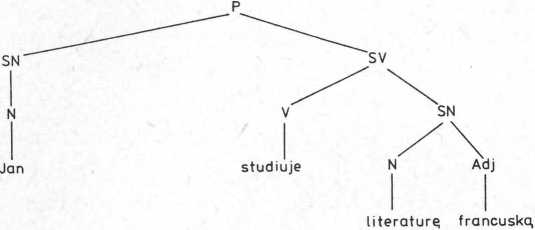 P
SN SV
N V SN
Jan studiuje N Adj
literaturę francuską